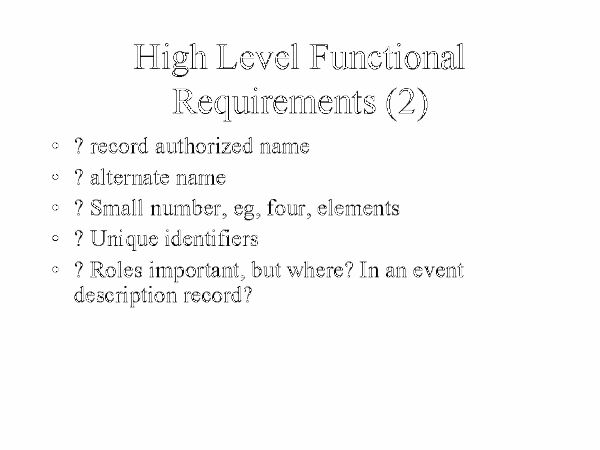 High Level Functional
Requirements (2)
◦ ? record authorized name
◦ ? alternate name
◦ ? Small number, eg, four, elements
◦ ? Unique identifiers
◦ ? Roles important, but where? In an event
description record?